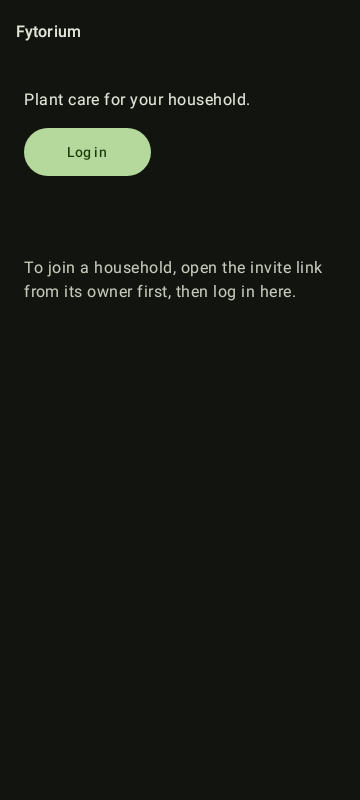 Fytorium
Plant care for your household.
Log in
To join a household, open the invite link
from its owner first, then log in here.